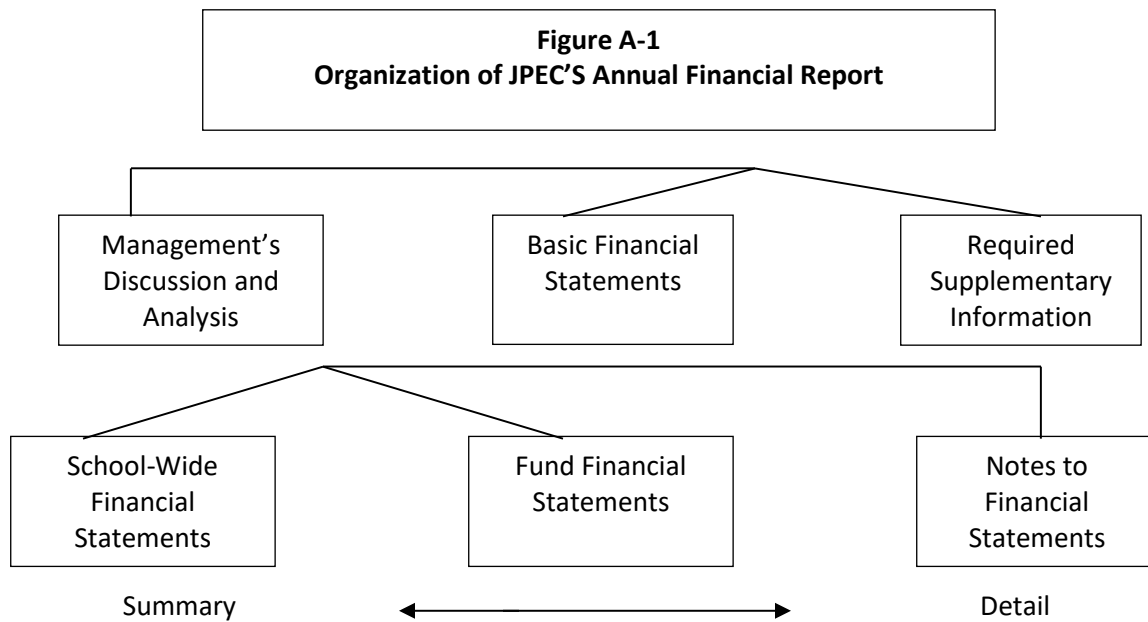 Figure A-1
Organization of JPEC’S Annual Financial Report
Management’s
Discussion and
Analysis
Basic Financial
Statements
Required
Supplementary
Information
School-Wide
Financial
Statements
Fund Financial
Statements
Notes to
Financial
Statements
Summary
Detail